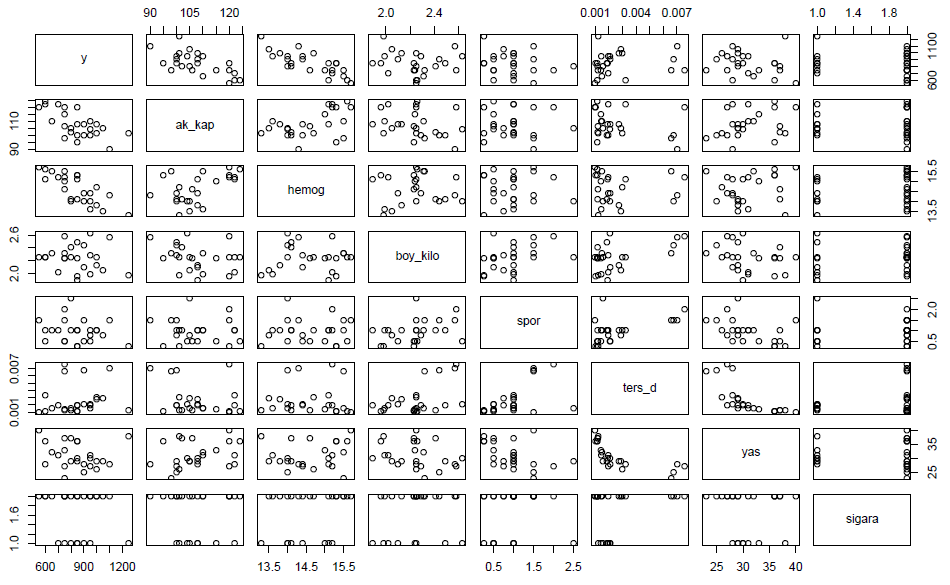 90 105 120 2.0 2.4 0.001 0.004 0.007 1.0 1.4 1.8
y 600 1100
90 110 ak_kap
hemog 13.5 15.5
2.0 2.6 boy_kilo
spor 0.5 2.0
0.001 0.007 ters_d
yas 25 35
1.0 1.6 sigara
600 900 1200 13.5 14.5 15.5 0.5 1.5 2.5 25 30 35 40